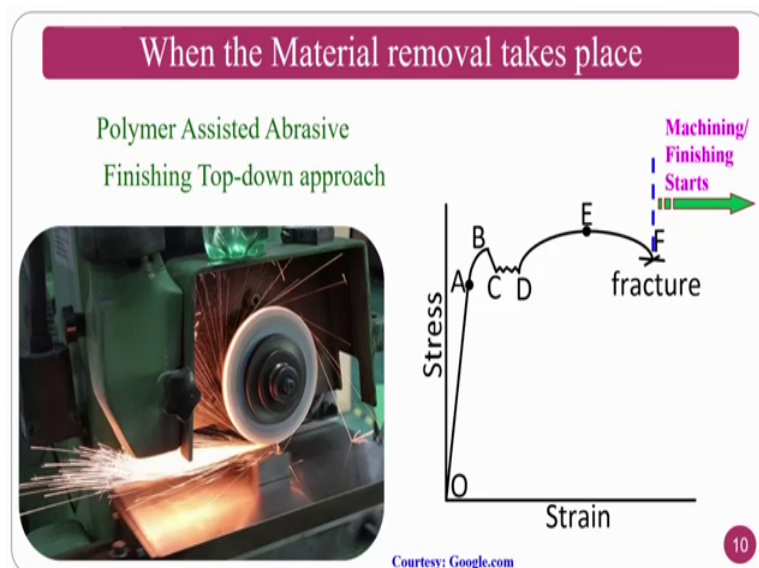 When the Material removal takes place
Polymer Assisted Abrasive
Finishing Top-down approach
Machining/
Finishing
Starts
E
B
F
A
C D
fracture
Stress
O
Strain
10
Courtesy: Google.com